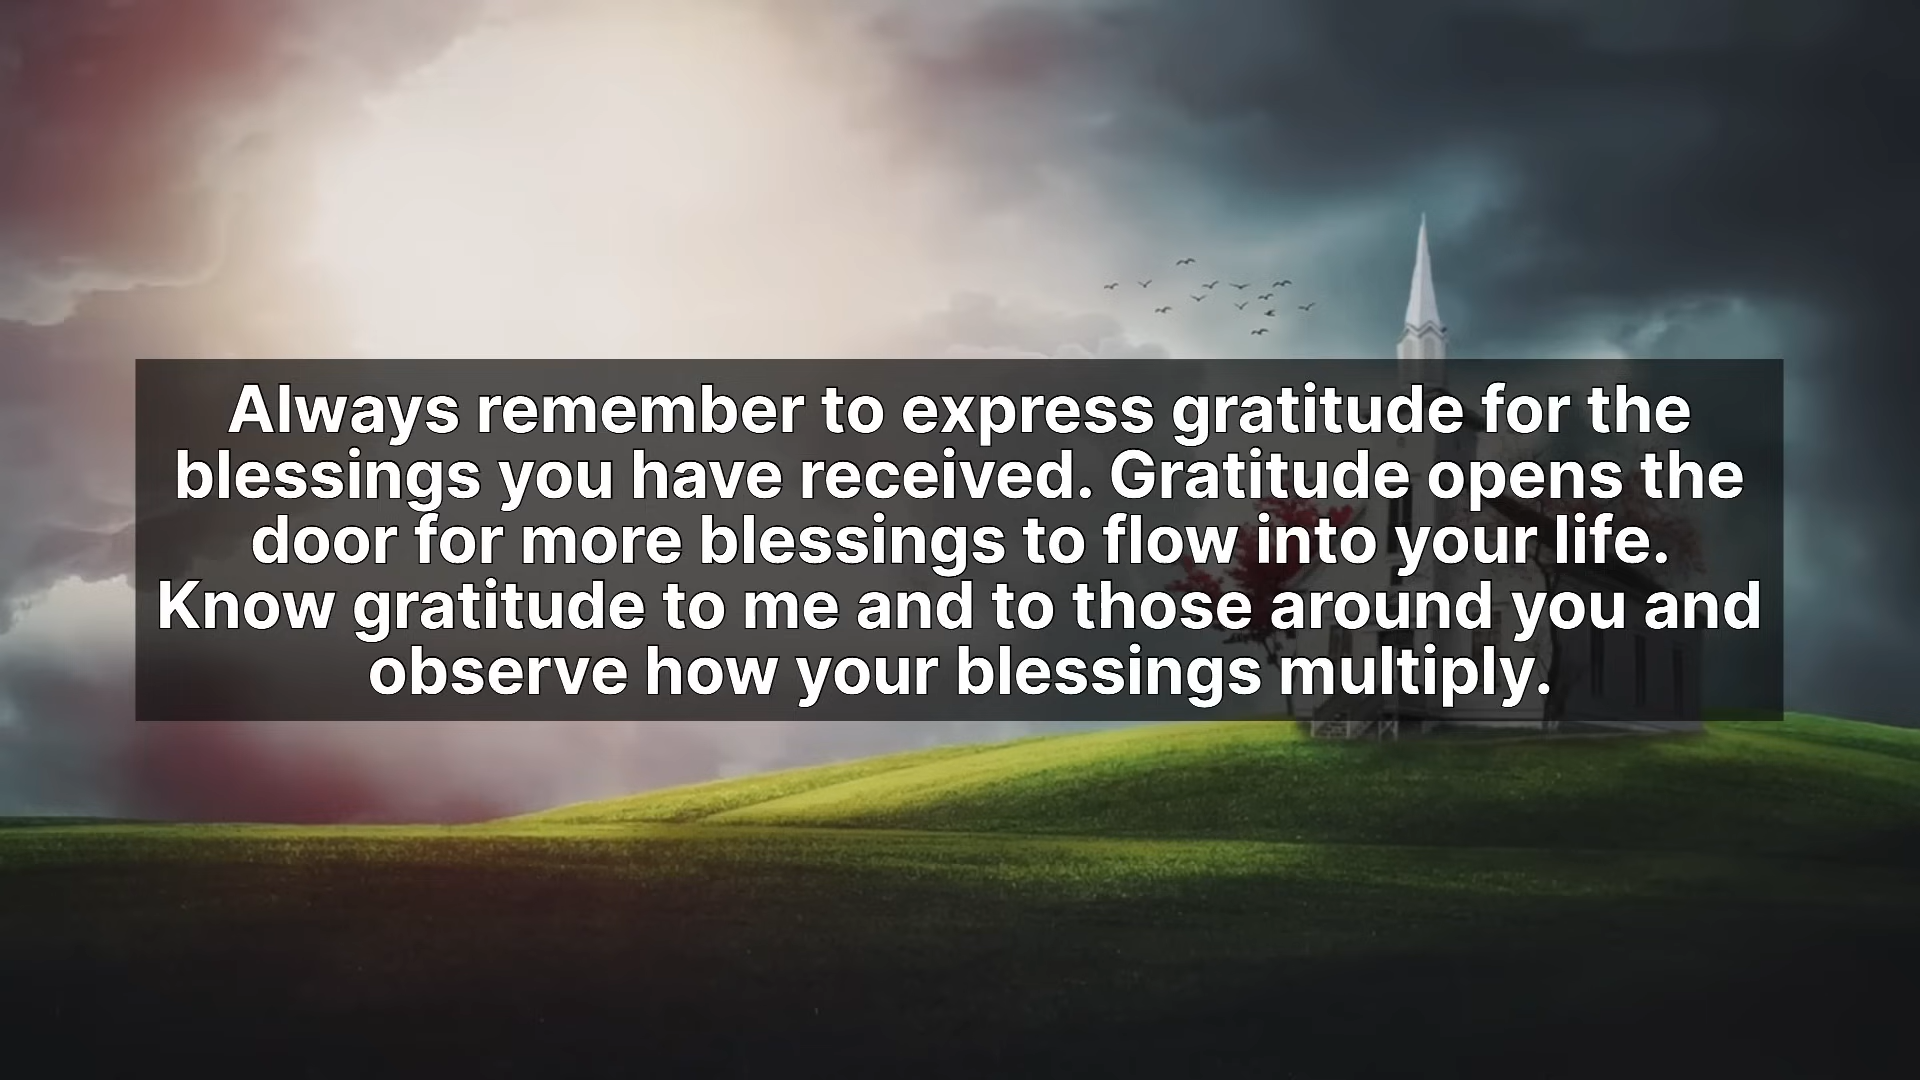 Always remember to express gratitude for the
blessings you have received. Gratitude opens the
door for more blessings to flow into your life.
Know gratitude to me and to those around you and
observe how your blessings multiply.